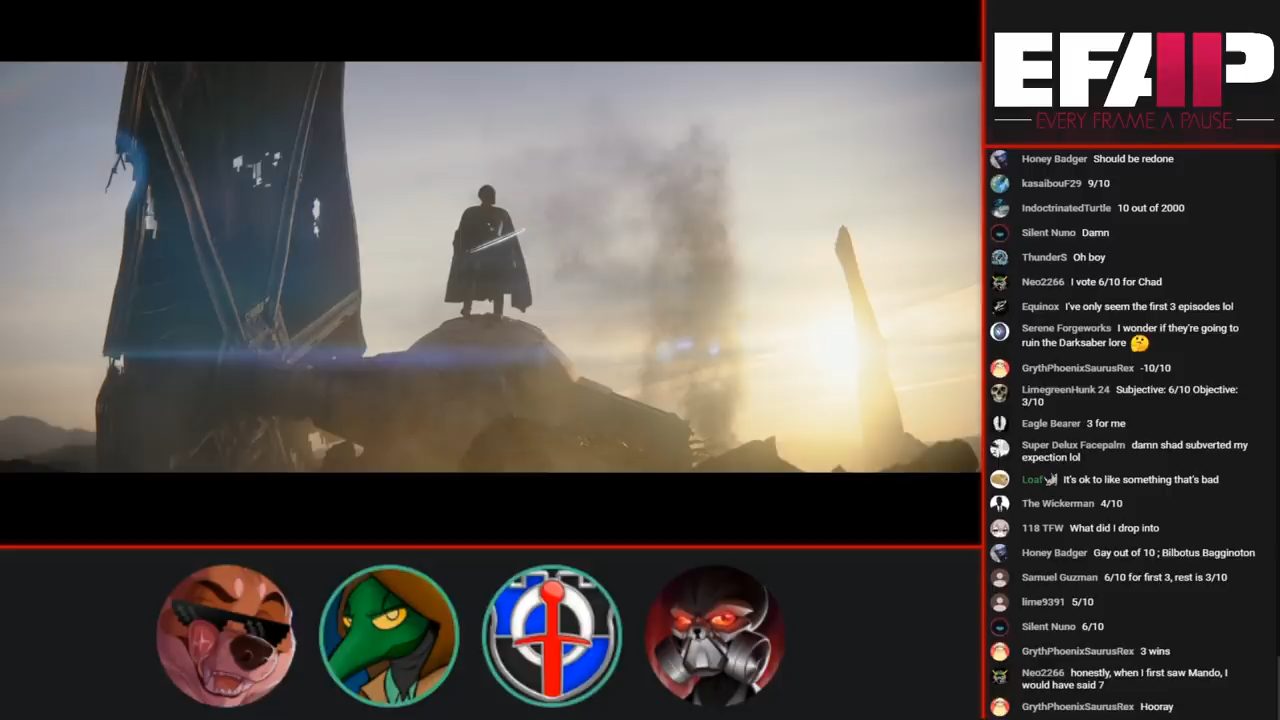 EFAP
EVERY FRAME A PAUSE
Honey Badger Should be redone
kasaibouF29 9/10
IndoctrinatedTurtle 10 out of 2000
Silent Nuno Damn
ThunderS Oh boy
Neo2266 I vote 6/10 for Chad
Equinox I've only seem the first 3 episodes lol
Serene Forgeworks I wonder if they're going to
ruin the Darksaber lore 🤔
GrythPhoenixSaurusRex -10/10
LimegreenHunk 24 Subjective: 6/10 Objective:
3/10
Eagle Bearer 3 for me
Super Delux Facepalm damn shad subverted my
expection lol
Loaf It's ok to like something that's bad
The Wickerman 4/10
118 TFW What did I drop into
Honey Badger Gay out of 10 ; Bilbotus Bagginoton
Samuel Guzman 6/10 for first 3, rest is 3/10
lime9391 5/10
Silent Nuno 6/10
GrythPhoenixSaurusRex 3 wins
Neo2266 honestly, when I first saw Mando, I
would have said 7
GrythPhoenixSaurusRex Hooray